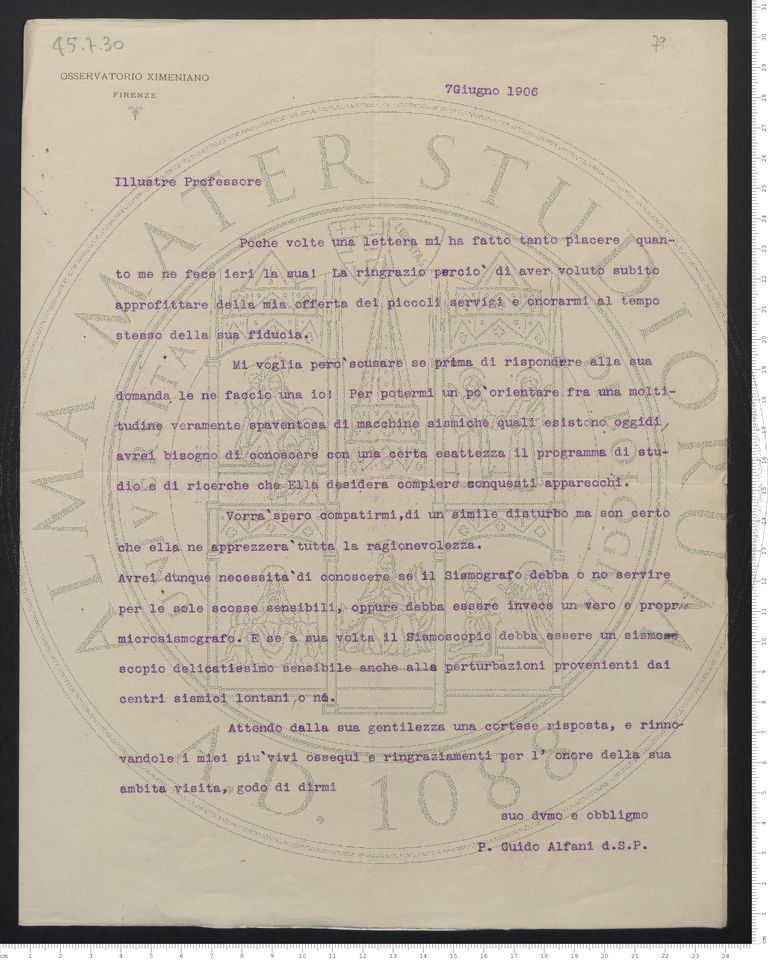 45.7.30
79
OSSERVATORIO XIMENIANO
FIRENZE
7Giugno 1906
Illustre Professore
Poche volte una lettera mi ha fatto tanto piacere quan-
to me ne fece ieri la sua! La ringrazio perciò di aver voluto subito
approfittare della mia offerta dei piccoli servigi e onorarmi al tempo
stesso della sua fiducia.
Mi voglia pero`scusare se prima di rispondere alla sua
domanda le ne faccio una io! Per potermi un po`orientare fra una molti-
tudine veramente spaventosa di macchine sismiche quali esistono oggidi,
avrei bisogno di conoscere con una certa esattezza il programma di stu-
dio e di ricerche che Ella desidera compiere conquesti apparecchi.
Vorra`spero compatirmi,di un simile disturbo ma son certo
che ella ne apprezzera`tutta la ragionevolezza.
Avrei dunque necessita`di conoscere se il Sismografo debba o no servire
per le sole scosse sensibili, oppure debba essere invece un vero e propr
microsismografo. E se a sua volta il Sismoscopio debba essere un sismo
scopio delicatissimo sensibile anche alle perturbazioni provenienti dai
centri sismici lontani,o no.
Attendo dalla sua gentilezza una cortese risposta, e rinno-
vandole i miei piu`vivi ossequi e ringraziamenti per l' onore della sua
ambita visita, godo di dirmi
suo dvmo e obbligmo
P. Guido Alfani d.S.P.
ALMA MATER STUDIORUM
A.D. 1088